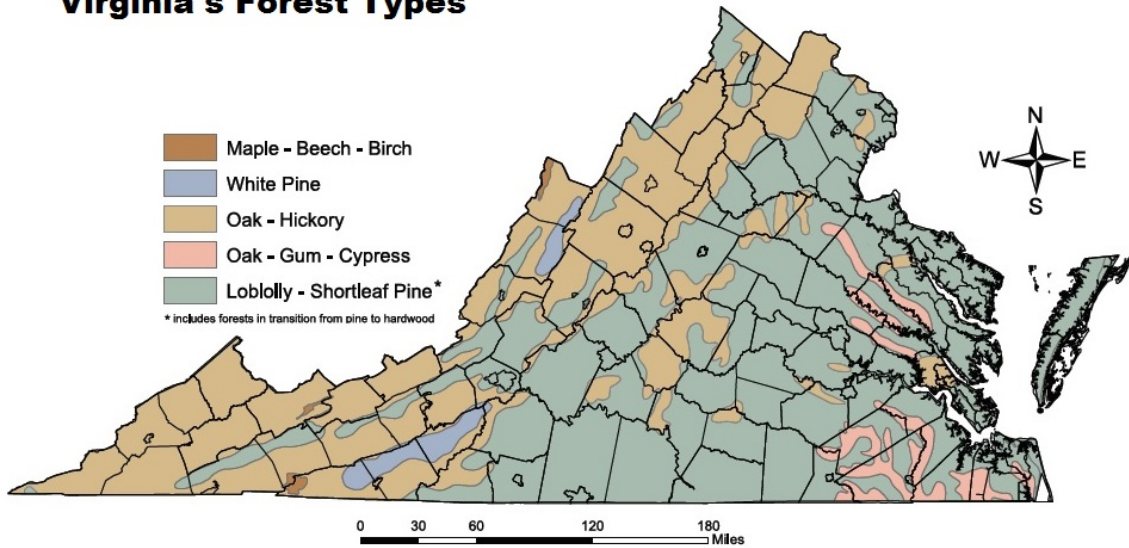 Virginia's Forest Types
Maple - Beech - Birch
White Pine
Oak - Hickory
Oak - Gum - Cypress
Loblolly - Shortleaf Pine*
* includes forests in transition from pine to hardwood
N
W E
S
0 30 60 120 180
Miles